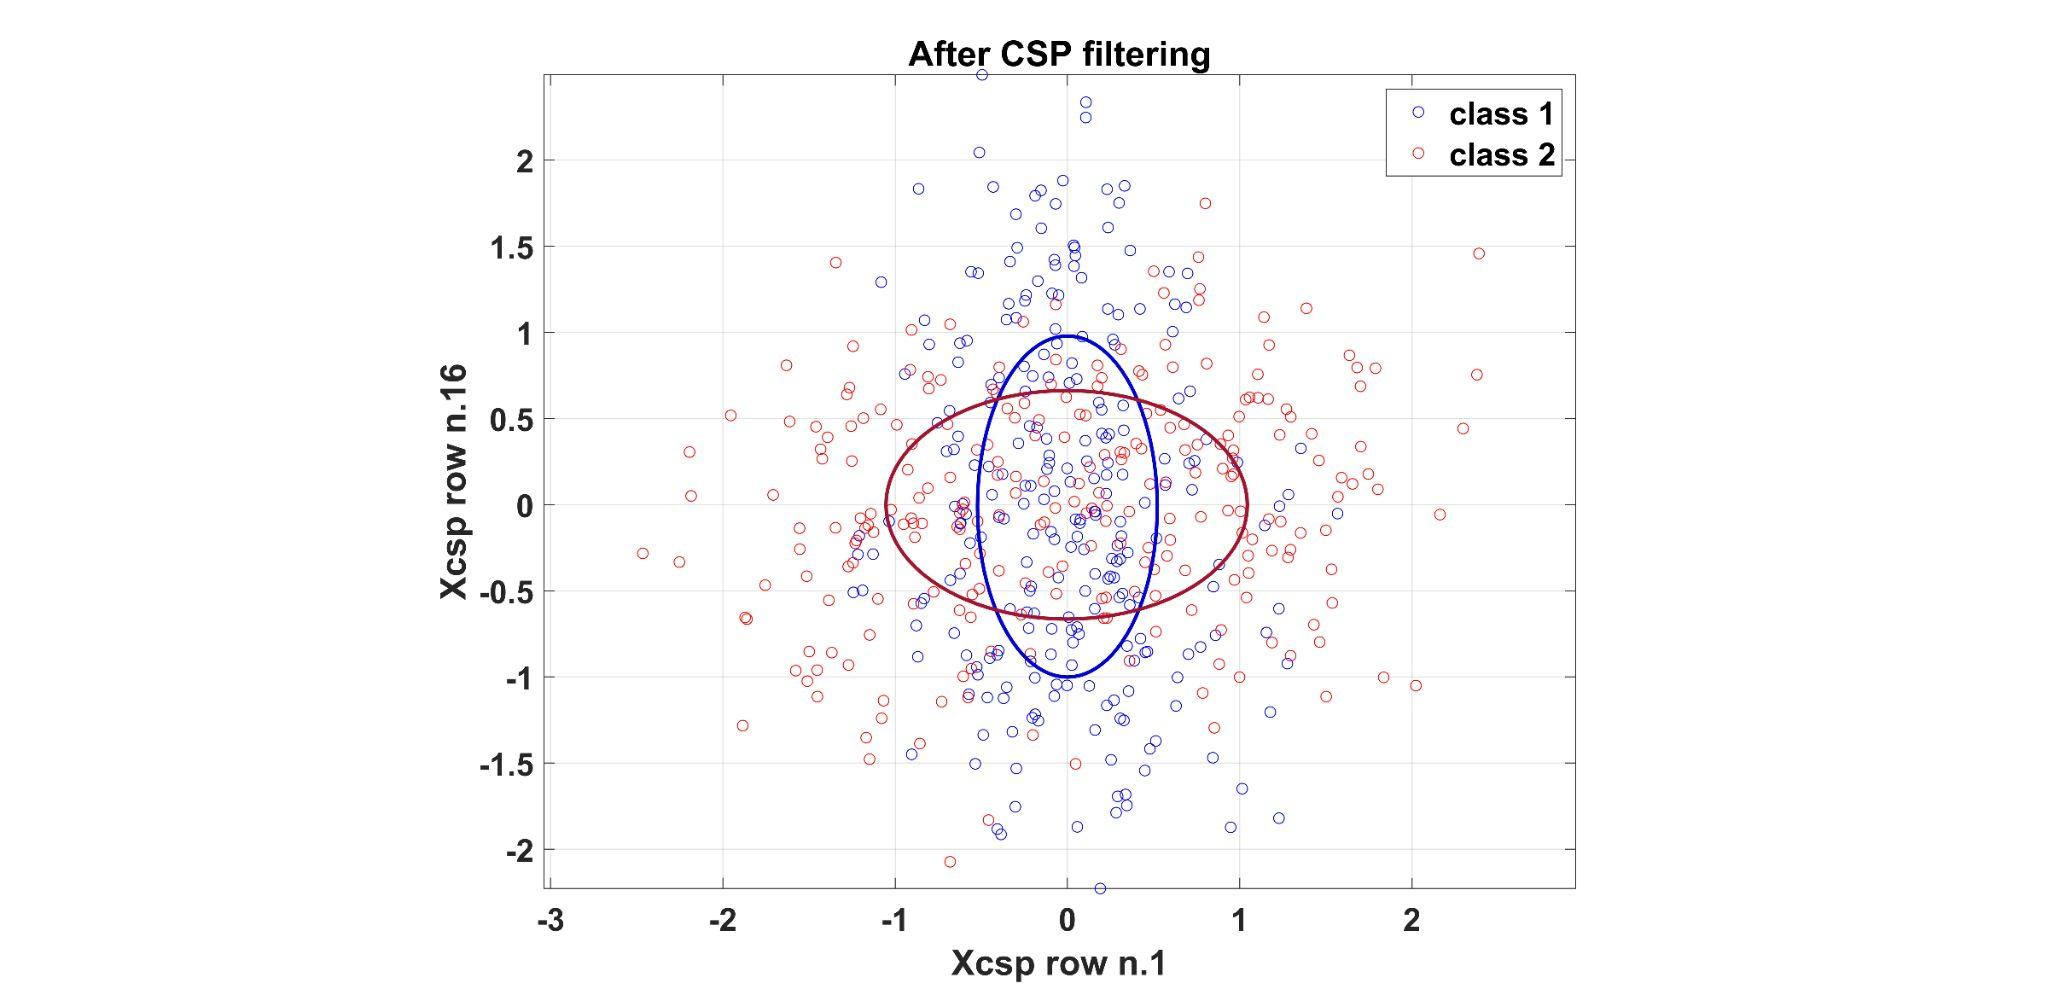 After CSP filtering
class 1
class 2
Xcsp row n.16
2
1.5
1
0.5
0
-0.5
-1
-1.5
-2
-3 -2 -1 0 1 2
Xcsp row n.1